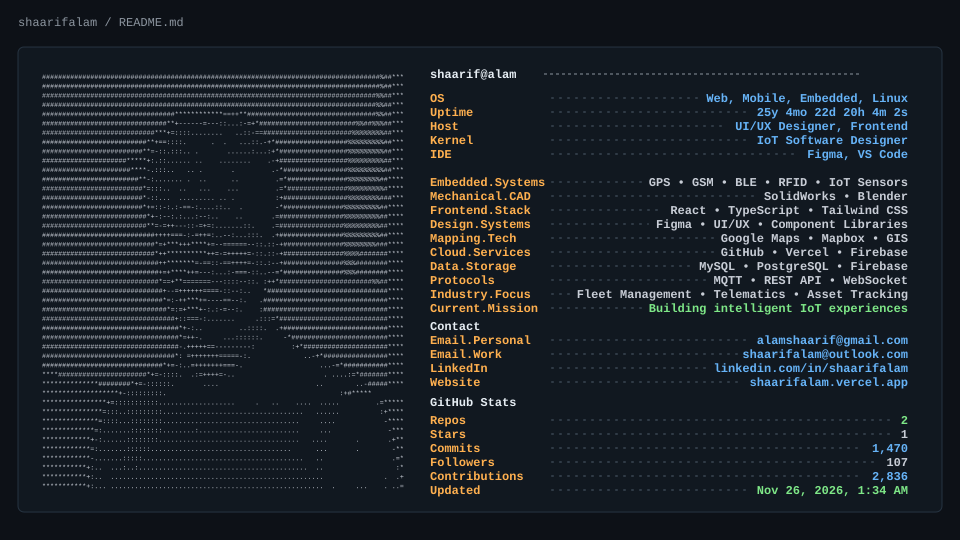 shaarifalam / README.md
shaarif@alam
OS Web, Mobile, Embedded, Linux
Uptime 25y 4mo 22d 20h 4m 2s
Host UI/UX Designer, Frontend
Kernel IoT Software Designer
IDE Figma, VS Code
Embedded.Systems GPS • GSM • BLE • RFID • IoT Sensors
Mechanical.CAD SolidWorks • Blender
Frontend.Stack React • TypeScript • Tailwind CSS
Design.Systems Figma • UI/UX • Component Libraries
Mapping.Tech Google Maps • Mapbox • GIS
Cloud.Services GitHub • Vercel • Firebase
Data.Storage MySQL • PostgreSQL • Firebase
Protocols MQTT • REST API • WebSocket
Industry.Focus Fleet Management • Telematics • Asset Tracking
Current.Mission Building intelligent IoT experiences
Contact
Email.Personal alamshaarif@gmail.com
Email.Work shaarifalam@outlook.com
LinkedIn linkedin.com/in/shaarifalam
Website shaarifalam.vercel.app
GitHub Stats
Repos 2
Stars 1
Commits 1,470
Followers 107
Contributions 2,836
Updated Nov 26, 2026, 1:34 AM